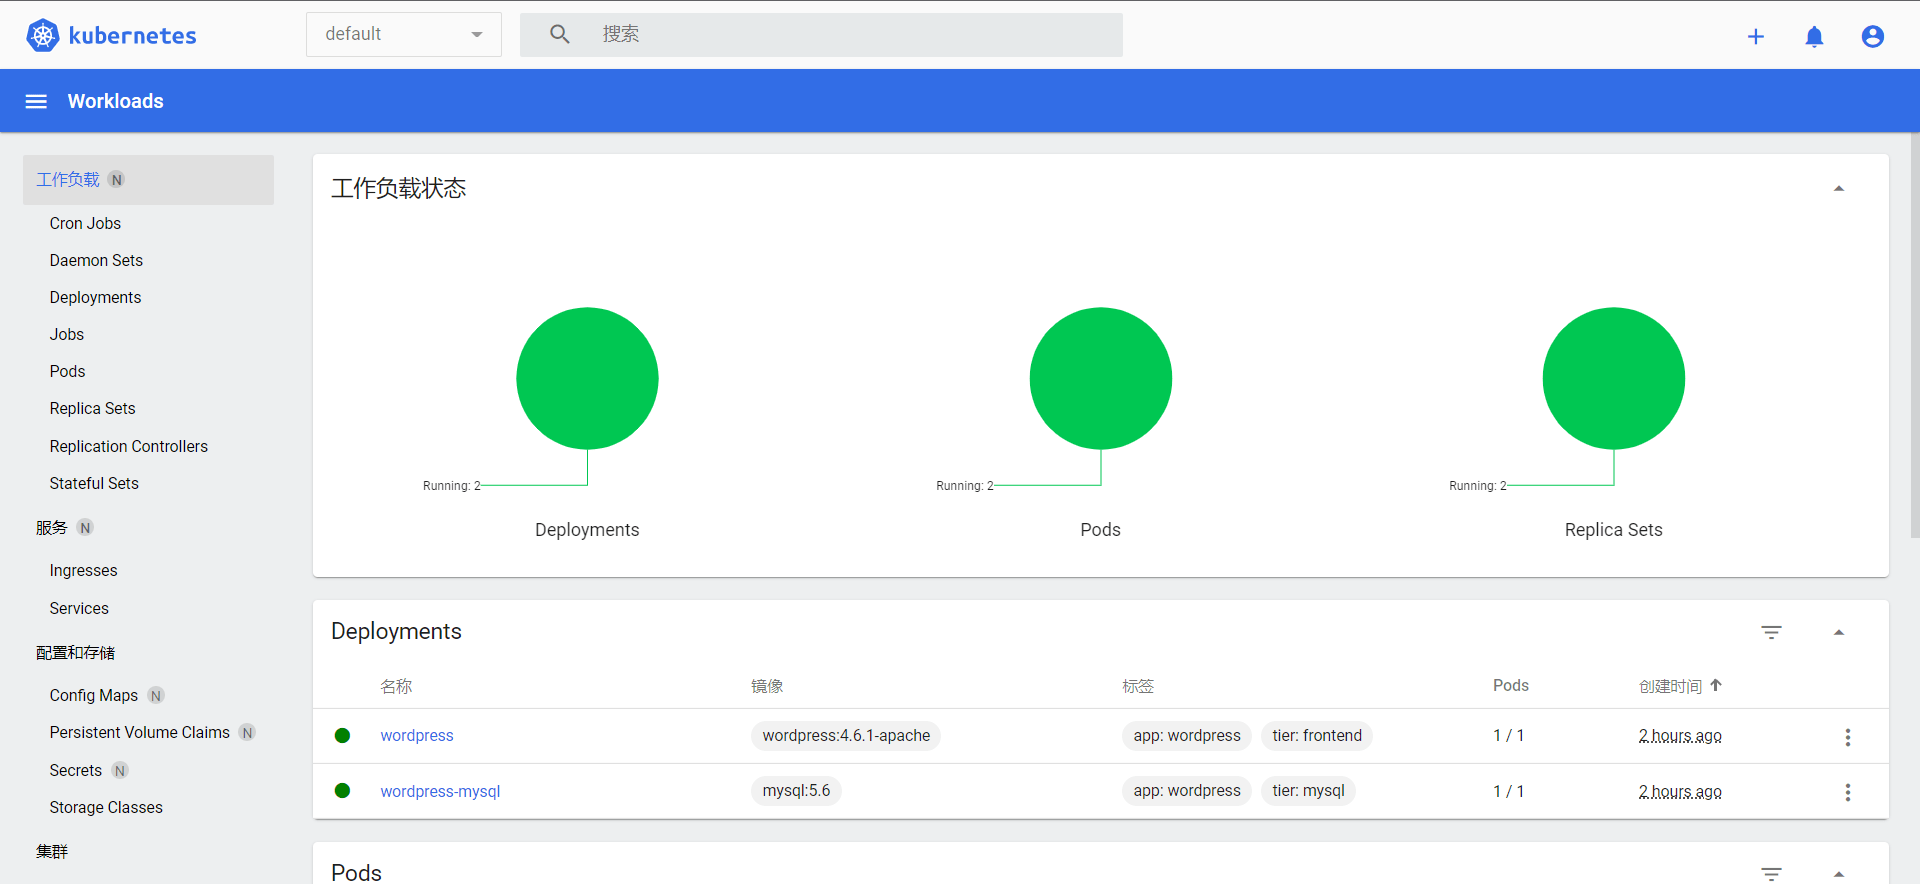 kubernetes
default
搜索
Workloads
工作负载 N
Cron Jobs
Daemon Sets
Deployments
Jobs
Pods
Replica Sets
Replication Controllers
Stateful Sets
服务 N
Ingresses
Services
配置和存储
Config Maps N
Persistent Volume Claims N
Secrets N
Storage Classes
集群
工作负载状态
Running: 2
Deployments
Running: 2
Pods
Running: 2
Replica Sets
Deployments
名称 镜像 标签 Pods 创建时间
wordpress wordpress:4.6.1-apache app: wordpress tier: frontend 1 / 1 2 hours ago
wordpress-mysql mysql:5.6 app: wordpress tier: mysql 1 / 1 2 hours ago
Pods